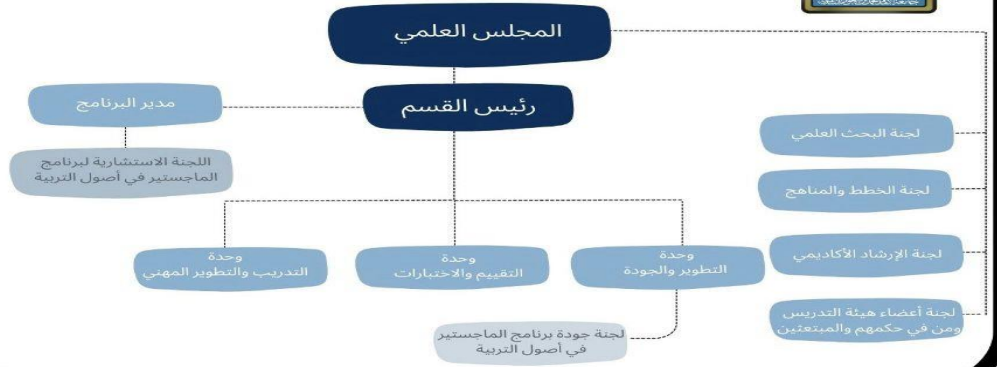 المجلس العلمي
رئيس القسم
مدير البرنامج
اللجنة الاستشارية لبرنامج
الماجستير في أصول التربية
لجنة البحث العلمي
لجنة الخطط والمناهج
لجنة الإرشاد الأكاديمي
لجنة أعضاء هيئة التدريس
ومن في حكمهم والمبتعثين
وحدة
التطوير والجودة
وحدة
التقييم والاختبارات
وحدة
التدريب والتطوير المهني
لجنة جودة برنامج الماجستير
في أصول التربية